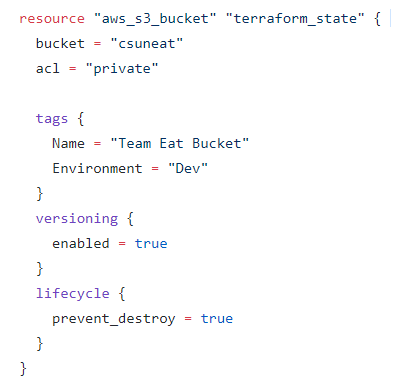 resource "aws_s3_bucket" "terraform_state" {
  bucket = "csuneat"
  acl = "private"

  tags {
    Name = "Team Eat Bucket"
    Environment = "Dev"
  }
  versioning {
    enabled = true
  }
  lifecycle {
    prevent_destroy = true
  }
}